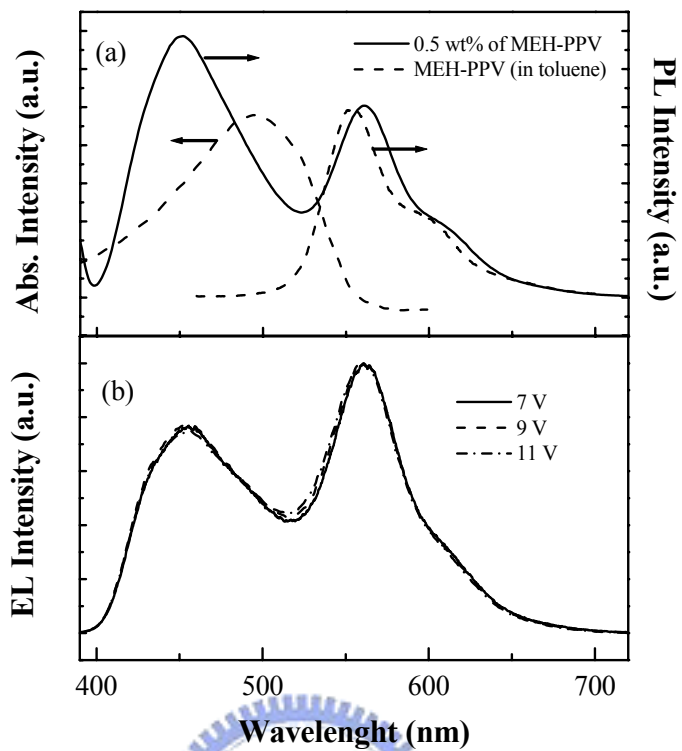 (a)
0.5 wt% of MEH-PPV
MEH-PPV (in toluene)
Abs. Intensity (a.u.)
PL Intensity
(a.u.)
(b)
7 V
9 V
11 V
EL Intensity (a.u.)
400 500 600 700
Wavelenght (nm)